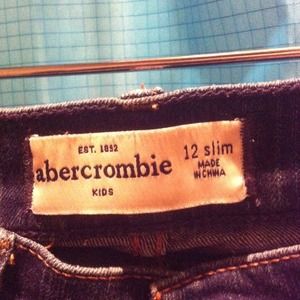 EST. 1892
abercrombie
KIDS
12 slim
MADE
IN CHINA